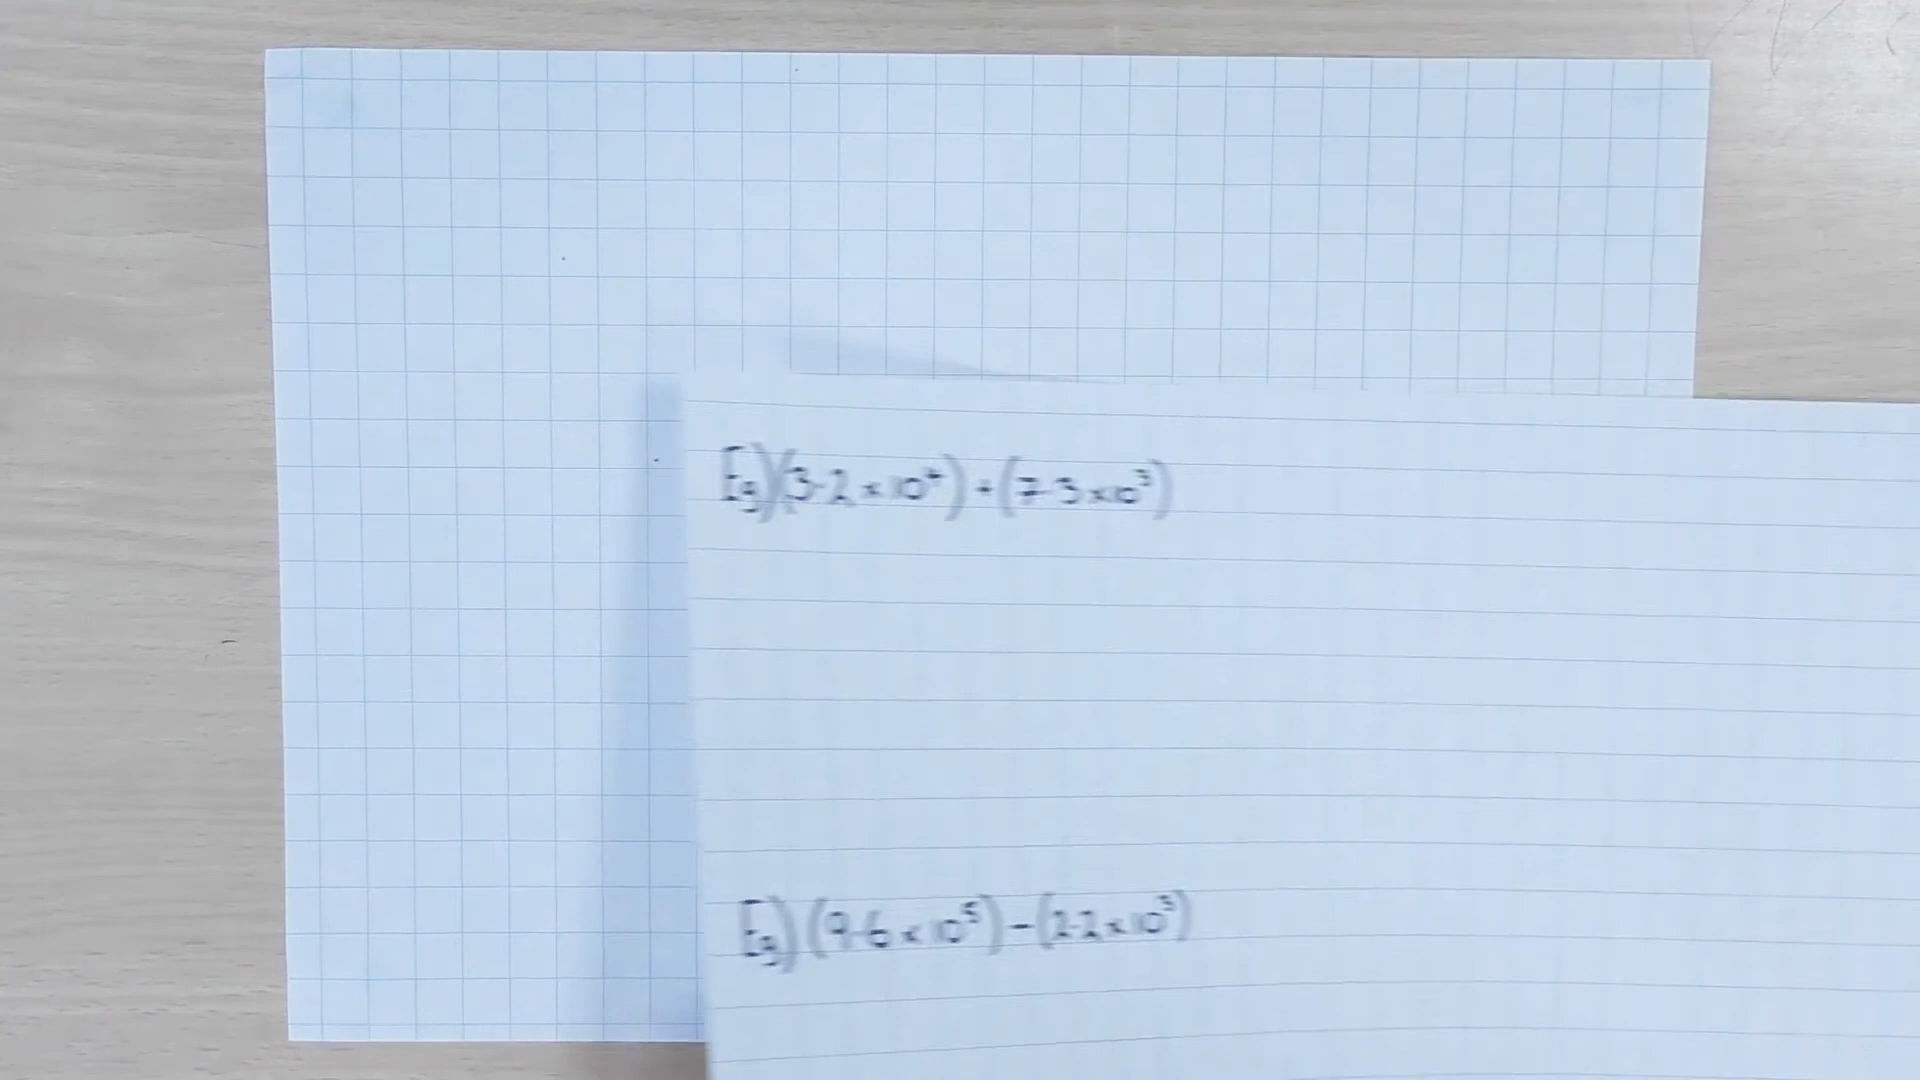 Eg) (3·2 × 10⁴) + (7·3 × 10³)
Eg) (9·6 × 10⁵) - (2·2 × 10³)